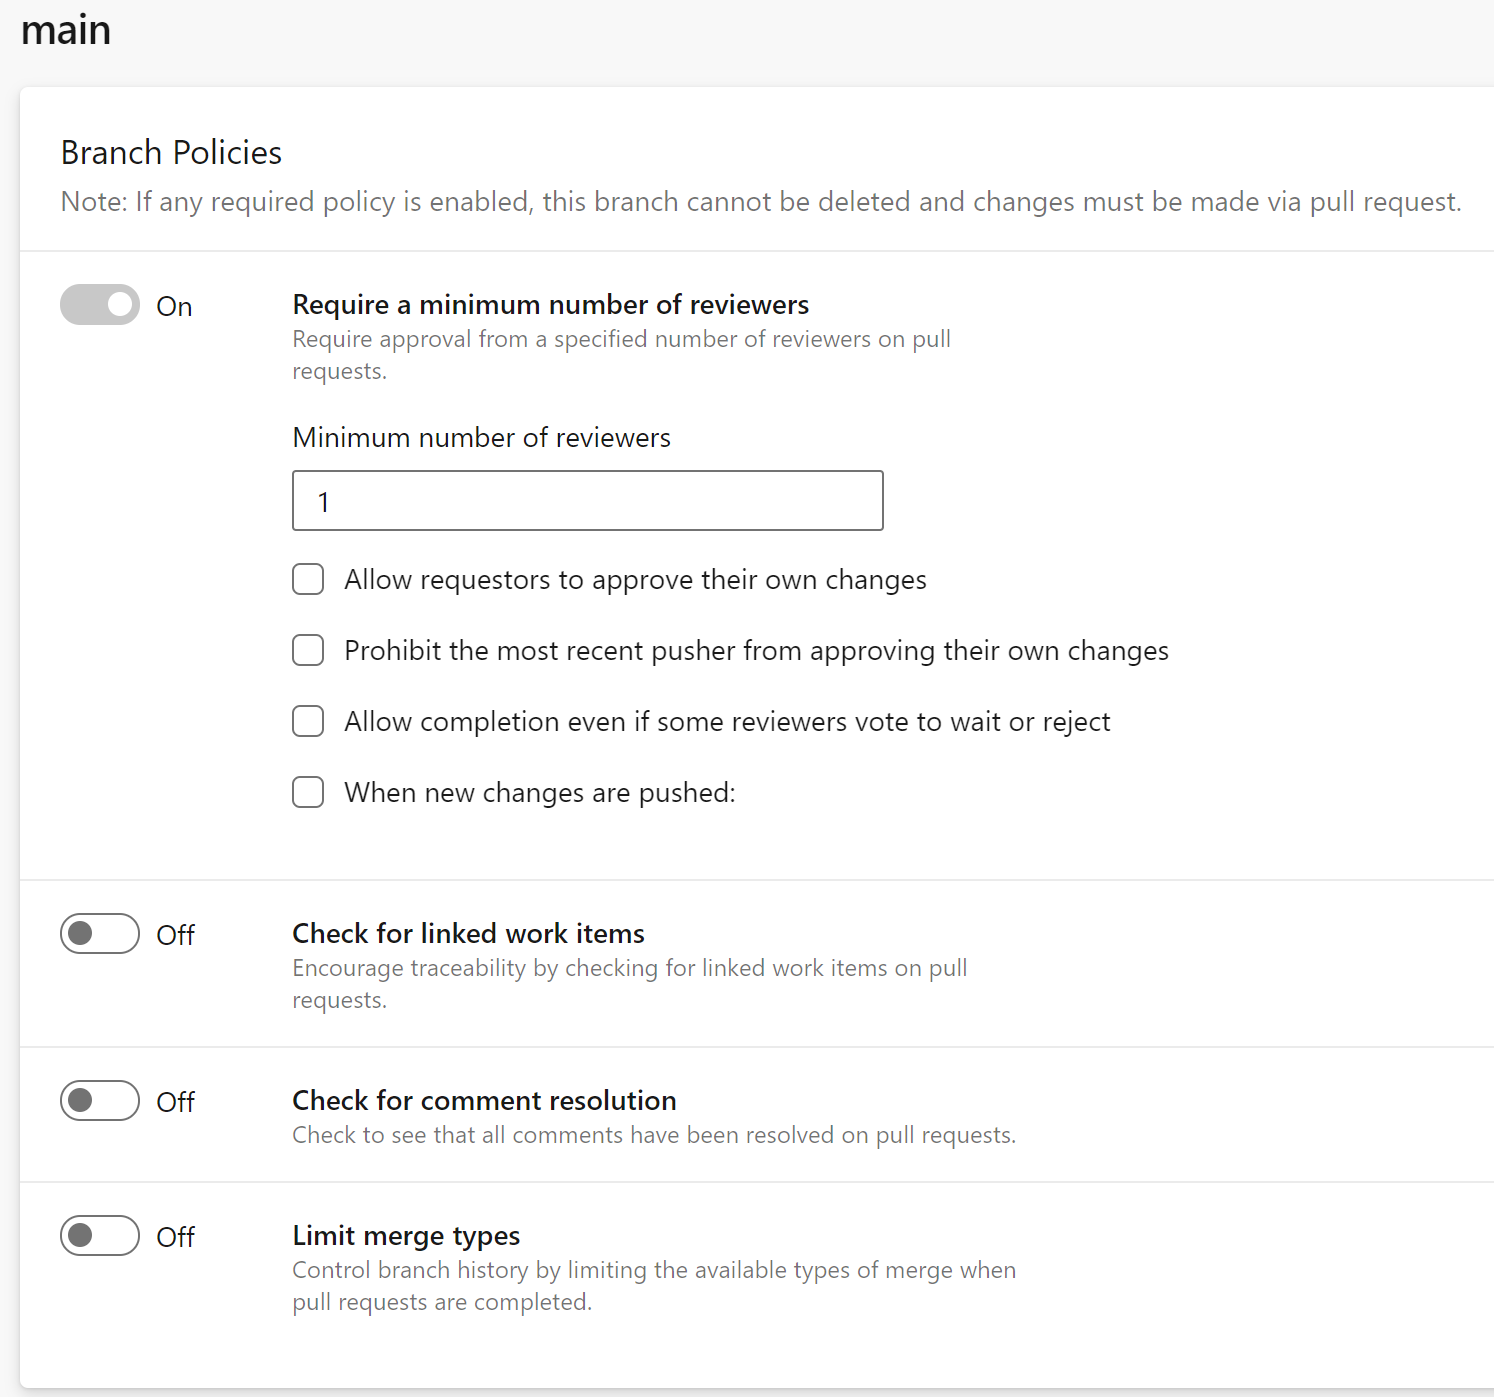 main
Branch Policies
Note: If any required policy is enabled, this branch cannot be deleted and changes must be made via pull request.
On
Require a minimum number of reviewers
Require approval from a specified number of reviewers on pull
requests.
Minimum number of reviewers
1
Allow requestors to approve their own changes
Prohibit the most recent pusher from approving their own changes
Allow completion even if some reviewers vote to wait or reject
When new changes are pushed:
Off
Check for linked work items
Encourage traceability by checking for linked work items on pull
requests.
Off
Check for comment resolution
Check to see that all comments have been resolved on pull requests.
Off
Limit merge types
Control branch history by limiting the available types of merge when
pull requests are completed.